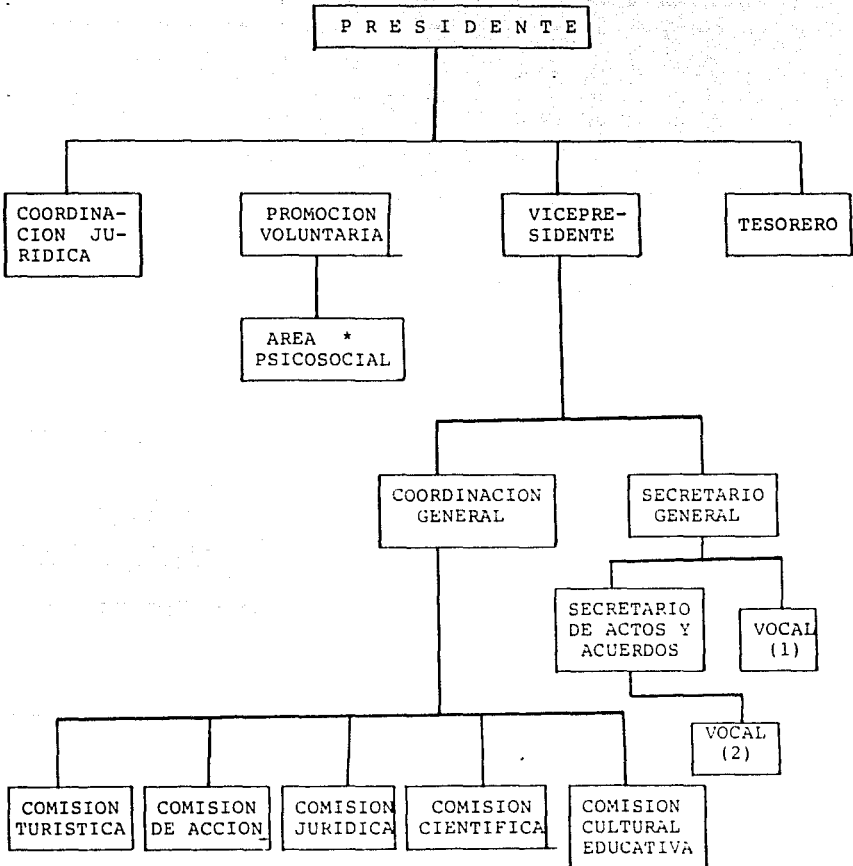 P R E S I D E N T E
COORDINA-
CION JU-
RIDICA
PROMOCION
VOLUNTARIA
VICEPRE-
SIDENTE
TESORERO
AREA *
PSICOSOCIAL
COORDINACION
GENERAL
SECRETARIO
GENERAL
SECRETARIO
DE ACTOS Y
ACUERDOS
VOCAL
(1)
VOCAL
(2)
COMISION
TURISTICA
COMISION
DE ACCION
COMISION
JURIDICA
COMISION
CIENTIFICA
COMISION
CULTURAL
EDUCATIVA